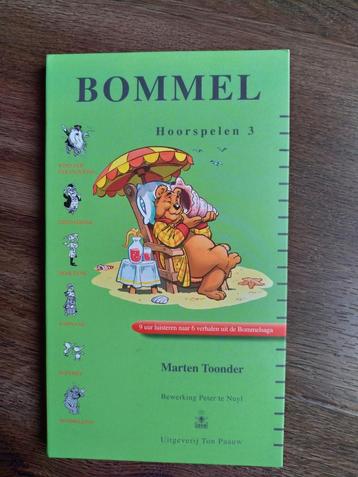 BOMMEL
Hoorspelen 3
9 uur luisteren naar 6 verhalen uit de Bommelsaga
Marten Toonder
Bewerking Peter te Nuyl
Uitgeverij Ton Paauw